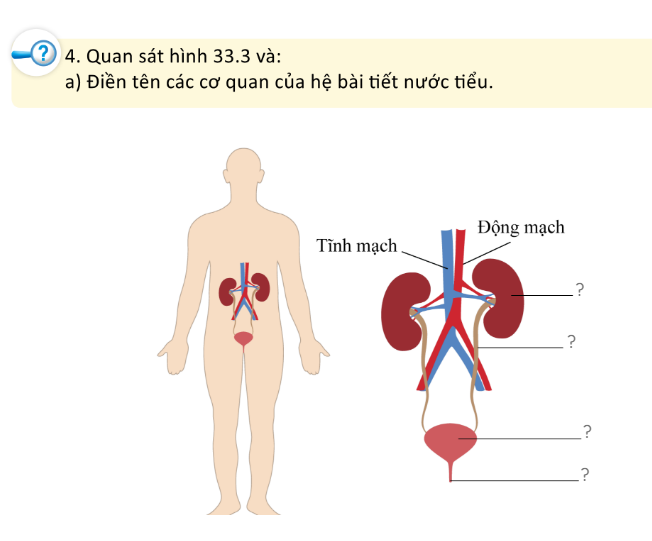 ?
4. Quan sát hình 33.3 và:
a) Điền tên các cơ quan của hệ bài tiết nước tiểu.
Động mạch
Tĩnh mạch
?
?
?
?